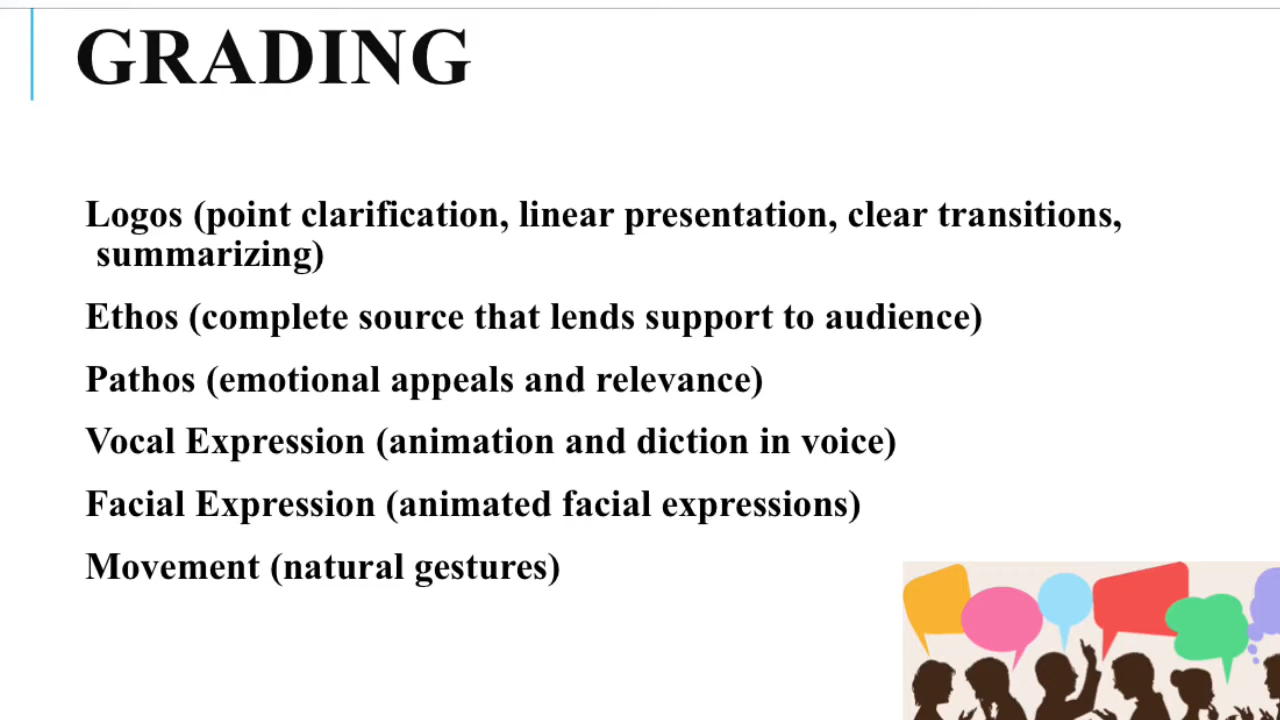 GRADING
Logos (point clarification, linear presentation, clear transitions,
summarizing)
Ethos (complete source that lends support to audience)
Pathos (emotional appeals and relevance)
Vocal Expression (animation and diction in voice)
Facial Expression (animated facial expressions)
Movement (natural gestures)